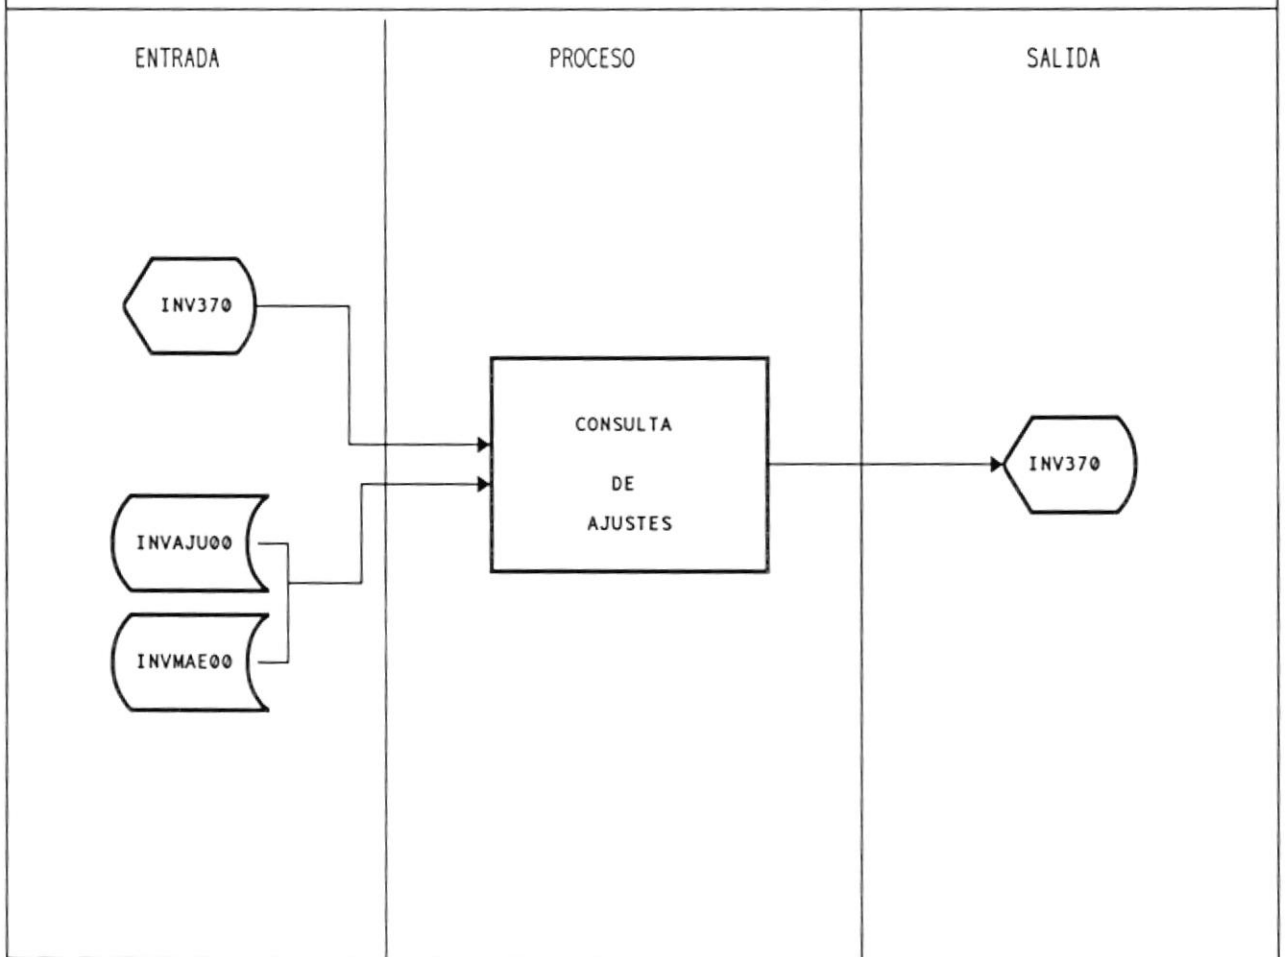 ENTRADA
PROCESO
SALIDA
INV370
CONSULTA
DE
AJUSTES
INV370
INVAJU00
INVMAE00